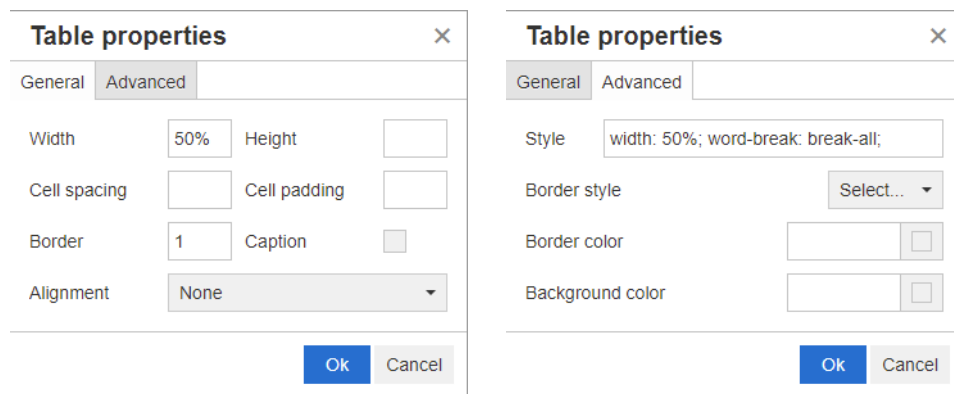 Table properties ×
General Advanced
Width 50% Height
Cell spacing Cell padding
Border 1 Caption
Alignment None
Ok Cancel
Table properties ×
General Advanced
Style width: 50%; word-break: break-all;
Border style Select...
Border color
Background color
Ok Cancel